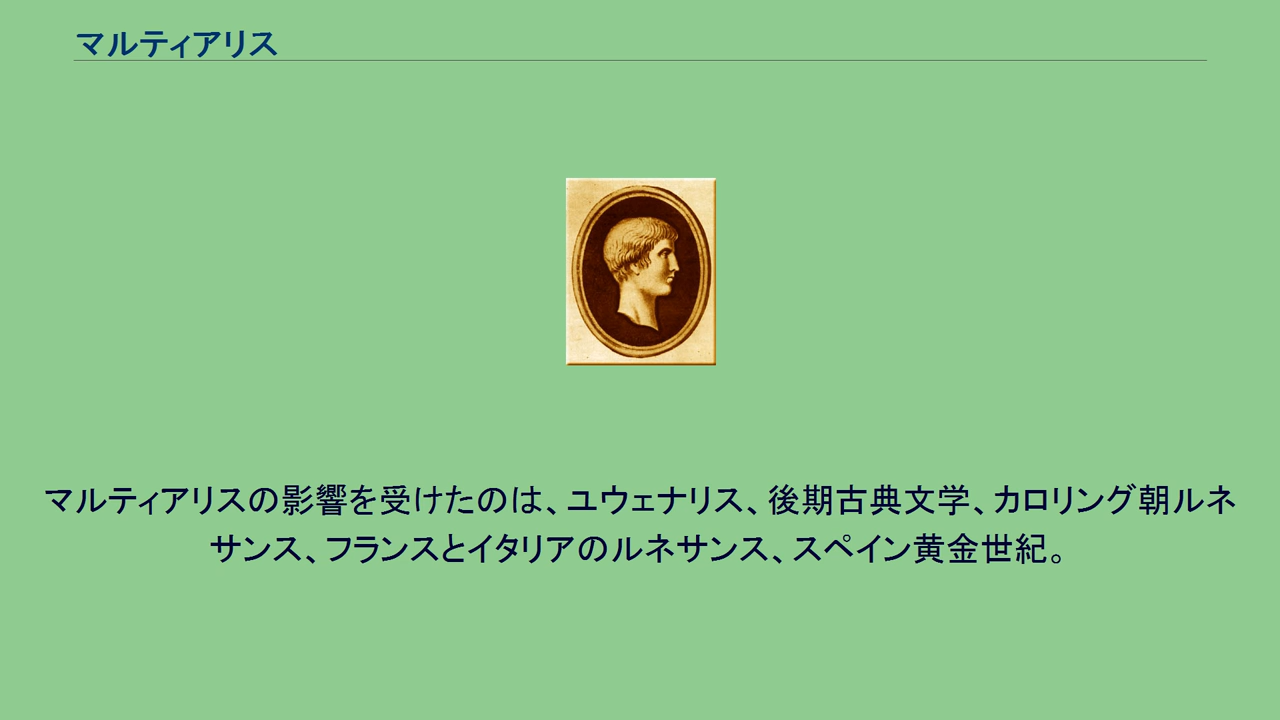 マルティアリス
マルティアリスの影響を受けたのは、ユウェナリス、後期古典文学、カロリング朝ルネ
サンス、フランスとイタリアのルネサンス、スペイン黄金世紀。